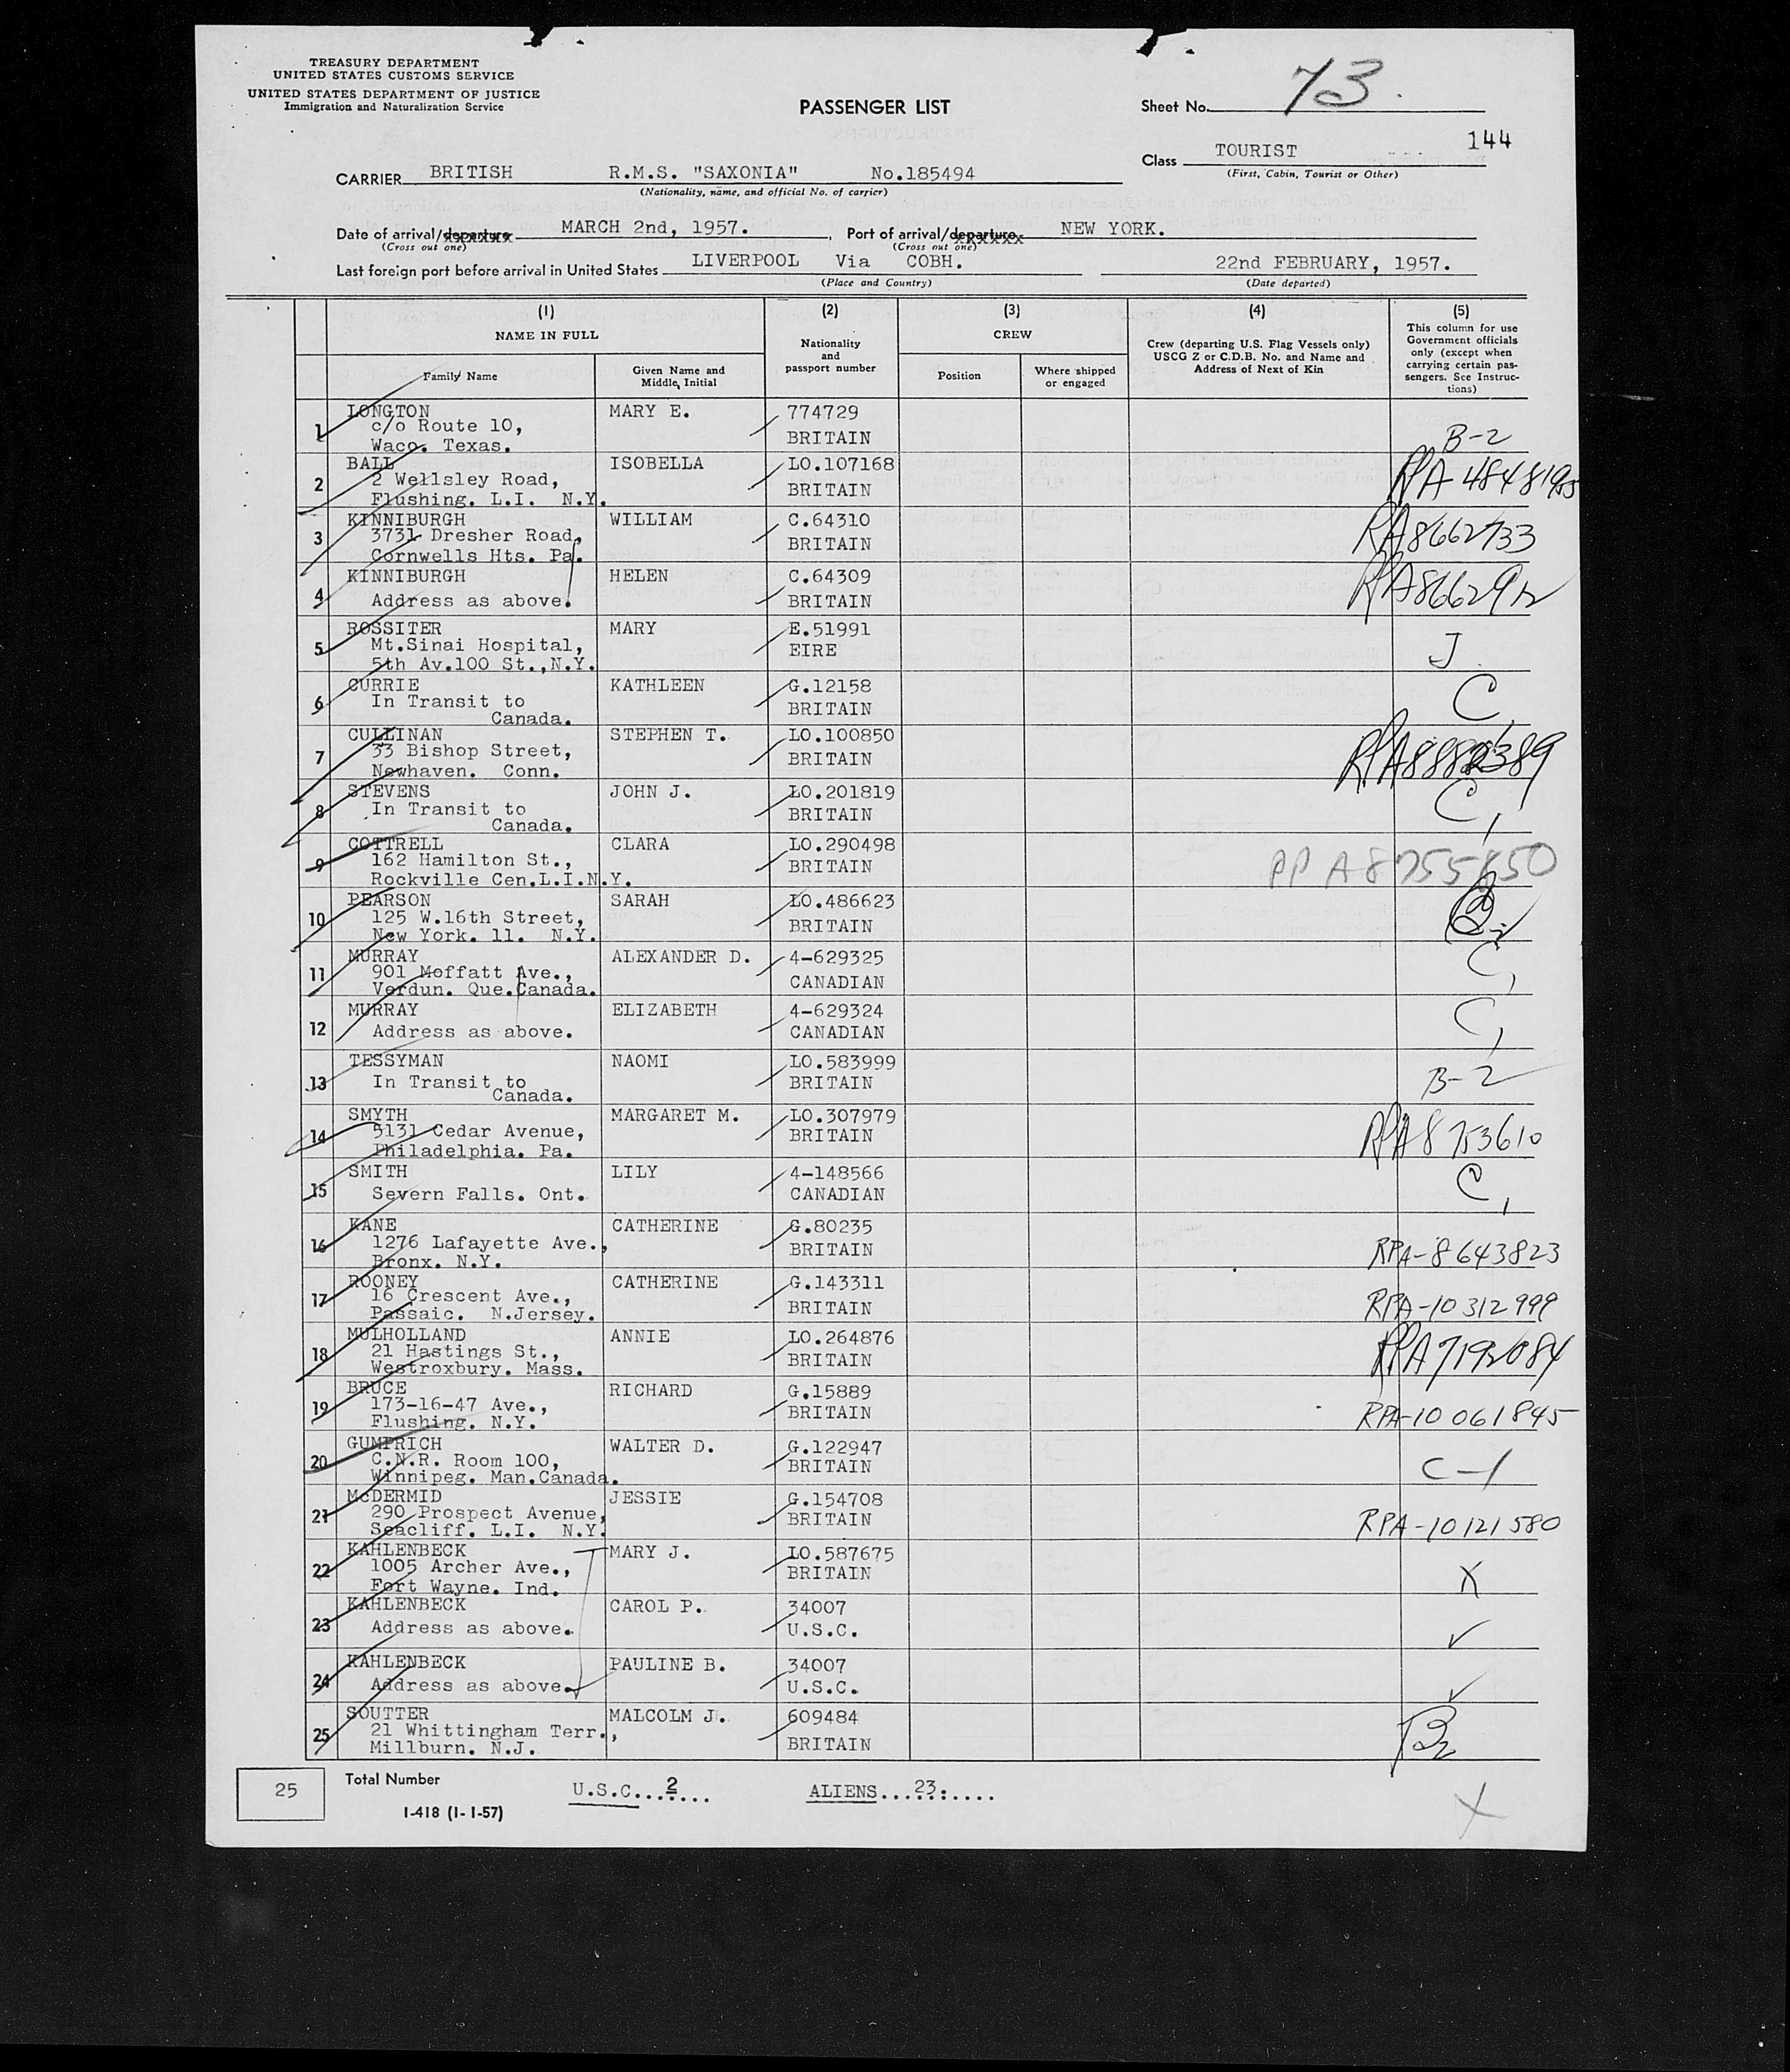 TREASURY DEPARTMENT
UNITED STATES CUSTOMS SERVICE
UNITED STATES DEPARTMENT OF JUSTICE
Immigration and Naturalization Service
PASSENGER LIST
Sheet No. 73.
144
Class TOURIST
(First, Cabin, Tourist or Other)
CARRIER BRITISH R.M.S. "SAXONIA" No.185494
(Nationality, name, and official No. of carrier)
Date of arrival/departure MARCH 2nd, 1957. Port of arrival/departure NEW YORK.
(Cross out one) (Cross out one)
Last foreign port before arrival in United States LIVERPOOL Via COBH. 22nd FEBRUARY, 1957.
(Place and Country) (Date departed)
(1) NAME IN FULL
Family Name
Given Name and Middle Initial
(2) Nationality and passport number
(3) CREW
Position
Where shipped or engaged
(4) Crew (departing U.S. Flag Vessels only) USCG Z or C.D.B. No. and Name and Address of Next of Kin
(5) This column for use Government officials only (except when carrying certain passengers. See Instructions)
1 LONGTON MARY E. 774729
c/o Route 10, BRITAIN B-2
Waco. Texas.
2 BALL ISOBELLA LO.107168
2 Wellsley Road, BRITAIN
Flushing. L.I. N.Y.
3 KINNIBURGH WILLIAM C.64310
3731 Dresher Road, BRITAIN RPA8662733
Cornwells Hts. Pa.
4 KINNIBURGH HELEN C.64309
Address as above. BRITAIN
5 ROSSITER MARY E.51991
Mt.Sinai Hospital, EIRE J
5th Av.100 St.,N.Y.
6 CURRIE KATHLEEN G.12158
In Transit to BRITAIN C
Canada.
7 CULLINAN STEPHEN T. LO.100850
33 Bishop Street, BRITAIN
Newhaven. Conn.
8 STEVENS JOHN J. LO.201819
In Transit to BRITAIN C,
Canada.
9 COTTRELL CLARA LO.290498
162 Hamilton St., BRITAIN
Rockville Cen.L.I.N.Y.
10 PEARSON SARAH LO.486623
125 W.16th Street, BRITAIN
New York. 11. N.Y.
11 MURRAY ALEXANDER D. 4-629325
901 Moffatt Ave., CANADIAN C,
Verdun. Que.Canada.
12 MURRAY ELIZABETH 4-629324
Address as above. CANADIAN C,
13 TESSYMAN NAOMI LO.583999
In Transit to BRITAIN B-2
Canada.
14 SMYTH MARGARET M. LO.307979
5131 Cedar Avenue, BRITAIN RPA8753610
Philadelphia. Pa.
15 SMITH LILY 4-148566
Severn Falls. Ont. CANADIAN C,
16 KANE CATHERINE G.80235
1276 Lafayette Ave., BRITAIN RPA-8643823
Bronx. N.Y.
17 ROONEY CATHERINE G.143311
16 Crescent Ave., BRITAIN RPA-10312999
Passaic. N.Jersey.
18 MULHOLLAND ANNIE LO.264876
21 Hastings St., BRITAIN RPA7192084
Westroxbury. Mass.
19 BRUCE RICHARD G.15889
173-16-47 Ave., BRITAIN RPA-10061845
Flushing. N.Y.
20 GUMPRICH WALTER D. G.122947
C.N.R. Room 100, BRITAIN C-1
Winnipeg. Man.Canada.
21 McDERMID JESSIE G.154708
290 Prospect Avenue, BRITAIN RPA-10121580
Seacliff. L.I. N.Y.
22 KAHLENBECK MARY J. LO.587675
1005 Archer Ave., BRITAIN X
Fort Wayne. Ind.
23 KAHLENBECK CAROL P. 34007
Address as above. U.S.C.
24 KAHLENBECK PAULINE B. 34007
Address as above. U.S.C.
25 SOUTTER MALCOLM J. 609484
21 Whittingham Terr., BRITAIN B2
Millburn. N.J.
25 Total Number U.S.C...2.... ALIENS....23:....
I-418 (1-1-57) X